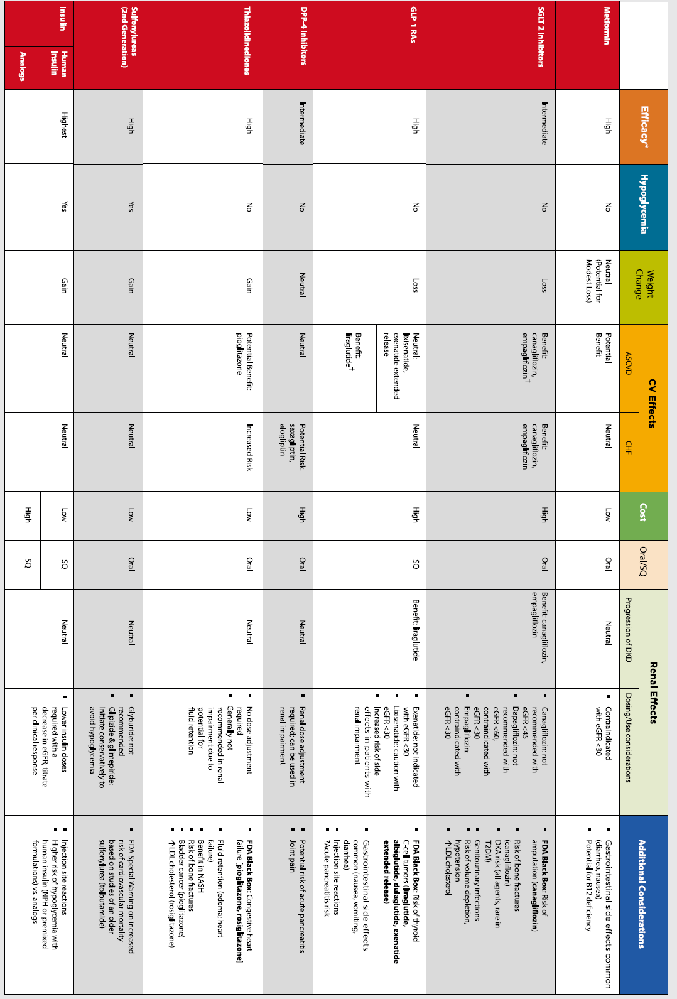 Efficacy*
Hypoglycemia
Weight
Change
CV Effects
ASCVD
CHF
Cost
Oral/SQ
Renal Effects
Progression of DKD
Dosing/Use considerations
Additional Considerations
Metformin
High
No
Neutral
(Potential for
Modest Loss)
Potential
Benefit
Neutral
Low
Oral
Neutral
▪ Contraindicated
with eGFR <30
▪ Gastrointestinal side effects common
(diarrhea, nausea)
▪ Potential for B12 deficiency
SGLT-2 Inhibitors
Intermediate
No
Loss
Benefit:
canagliflozin,
empagliflozin†
Benefit:
canagliflozin,
empagliflozin
High
Oral
Benefit: canagliflozin,
empagliflozin
▪ Canagliflozin: not
recommended with
eGFR <45
▪ Dapagliflozin: not
recommended with
eGFR <60;
contraindicated with
eGFR <30
▪ Empagliflozin:
contraindicated with
eGFR <30
▪ FDA Black Box: Risk of
amputation (canagliflozin)
▪ Risk of bone fractures
(canagliflozin)
▪ DKA risk (all agents, rare in
T2DM)
▪ Genitourinary infections
▪ Risk of volume depletion,
hypotension
▪ ↑LDL cholesterol
GLP-1 RAs
High
No
Loss
Neutral:
lixisenatide,
exenatide extended
release
Benefit:
liraglutide†
Neutral
High
SQ
Benefit: liraglutide
▪ Exenatide: not indicated
with eGFR <30
▪ Lixisenatide: caution with
eGFR <30
▪ Increased risk of side
effects in patients with
renal impairment
▪ FDA Black Box: Risk of thyroid
C-cell tumors (liraglutide,
albiglutide, dulaglutide, exenatide
extended release)
▪ Gastrointestinal side effects
common (nausea, vomiting,
diarrhea)
▪ Injection site reactions
▪ ?Acute pancreatitis risk
DPP-4 Inhibitors
Intermediate
No
Neutral
Neutral
Potential Risk:
saxagliptin,
alogliptin
High
Oral
Neutral
▪ Renal dose adjustment
required; can be used in
renal impairment
▪ Potential risk of acute pancreatitis
▪ Joint pain
Thiazolidinediones
High
No
Gain
Potential Benefit:
pioglitazone
Increased Risk
Low
Oral
Neutral
▪ No dose adjustment
required
▪ Generally not
recommended in renal
impairment due to
potential for
fluid retention
▪ FDA Black Box: Congestive heart
failure [pioglitazone, rosiglitazone]
▪ Fluid retention (edema; heart
failure)
▪ Benefit in NASH
▪ Risk of bone fractures
▪ Bladder cancer (pioglitazone)
▪ ↑LDL cholesterol (rosiglitazone)
Sulfonylureas
(2nd Generation)
High
Yes
Gain
Neutral
Neutral
Low
Oral
Neutral
▪ Glyburide: not
recommended
▪ Glipizide & glimepiride:
initiate conservatively to
avoid hypoglycemia
▪ FDA Special Warning on increased
risk of cardiovascular mortality
based on studies of an older
sulfonylurea (tolbutamide)
Insulin
Human
Insulin
Analogs
Highest
Yes
Gain
Neutral
Neutral
Low
SQ
High
SQ
Neutral
▪ Lower insulin doses
required with a
decrease in eGFR; titrate
per clinical response
▪ Injection site reactions
▪ Higher risk of hypoglycemia with
human insulin (NPH or premixed
formulations) vs. analogs